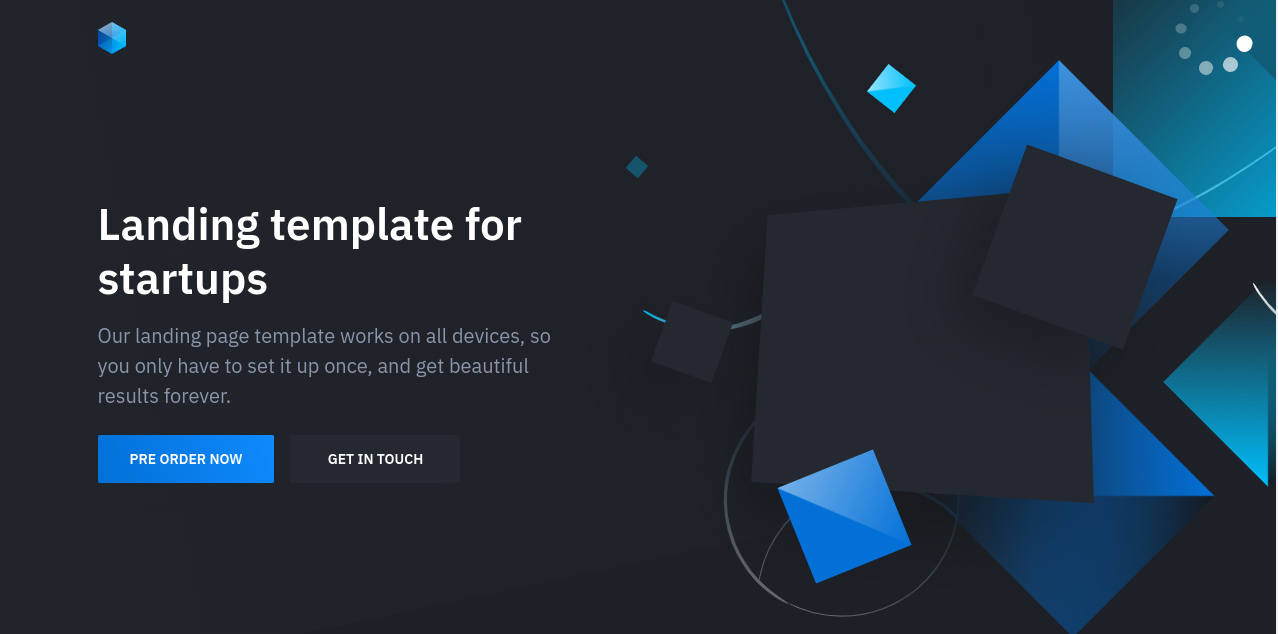 Landing template for
startups
Our landing page template works on all devices, so
you only have to set it up once, and get beautiful
results forever.
PRE ORDER NOW
GET IN TOUCH